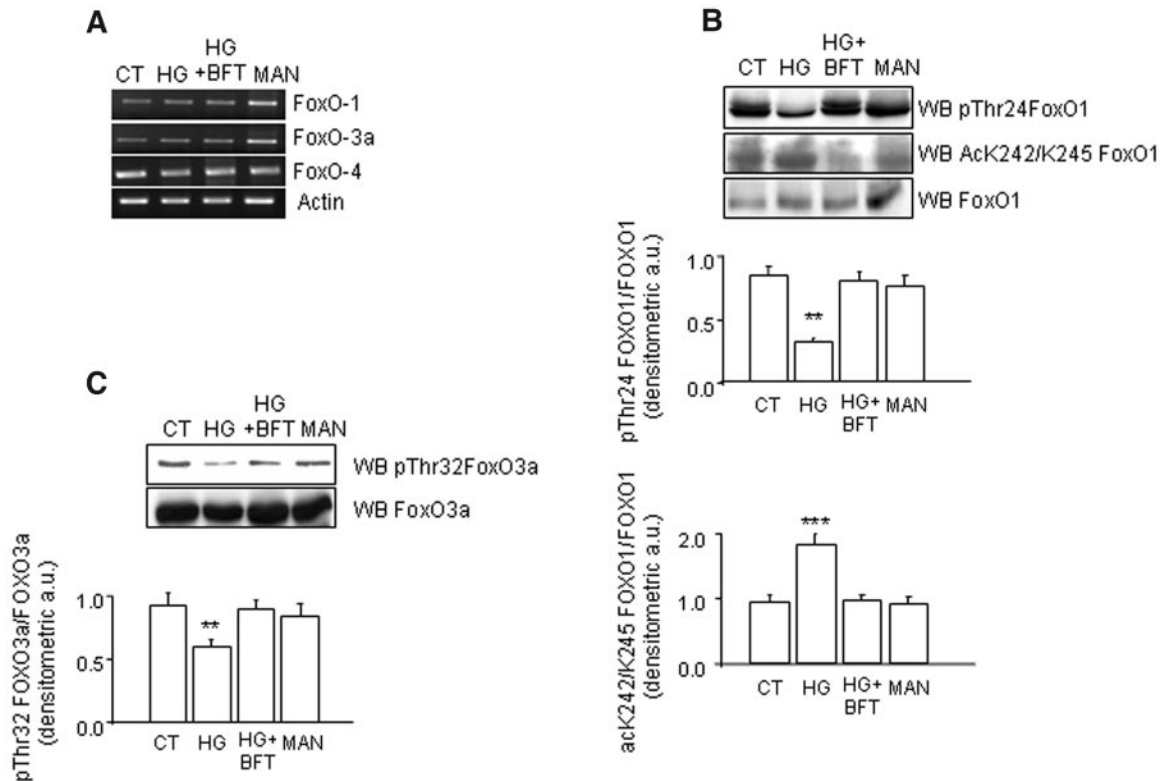 A
HG
CT HG +BFT MAN
FoxO-1
FoxO-3a
FoxO-4
Actin
B
HG+
CT HG BFT MAN
WB pThr24FoxO1
WB AcK242/K245 FoxO1
WB FoxO1
pThr24 FOXO1/FOXO1
(densitometric a.u.)
1.0
0.5
0.0
**
CT HG HG+ MAN
BFT
C
HG
CT HG +BFT MAN
WB pThr32FoxO3a
WB FoxO3a
pThr32 FOXO3a/FOXO3a
(densitometric a.u.)
1.0
0.5
0.0
**
CT HG HG+ MAN
BFT
acK242/K245 FOXO1/FOXO1
(densitometric a.u.)
2.0
1.0
0.0
***
CT HG HG+ MAN
BFT